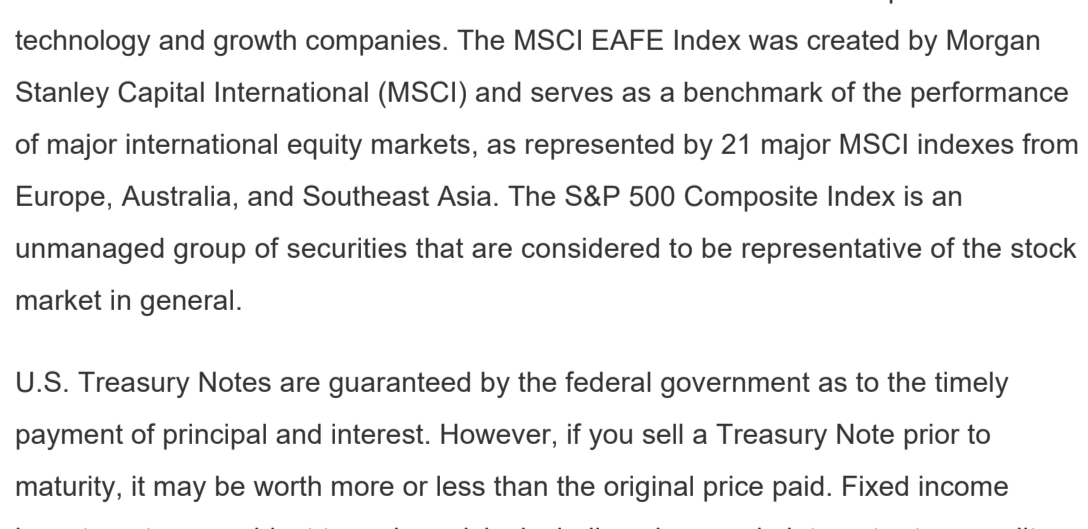 technology and growth companies. The MSCI EAFE Index was created by Morgan
Stanley Capital International (MSCI) and serves as a benchmark of the performance
of major international equity markets, as represented by 21 major MSCI indexes from
Europe, Australia, and Southeast Asia. The S&P 500 Composite Index is an
unmanaged group of securities that are considered to be representative of the stock
market in general.
U.S. Treasury Notes are guaranteed by the federal government as to the timely
payment of principal and interest. However, if you sell a Treasury Note prior to
maturity, it may be worth more or less than the original price paid. Fixed income